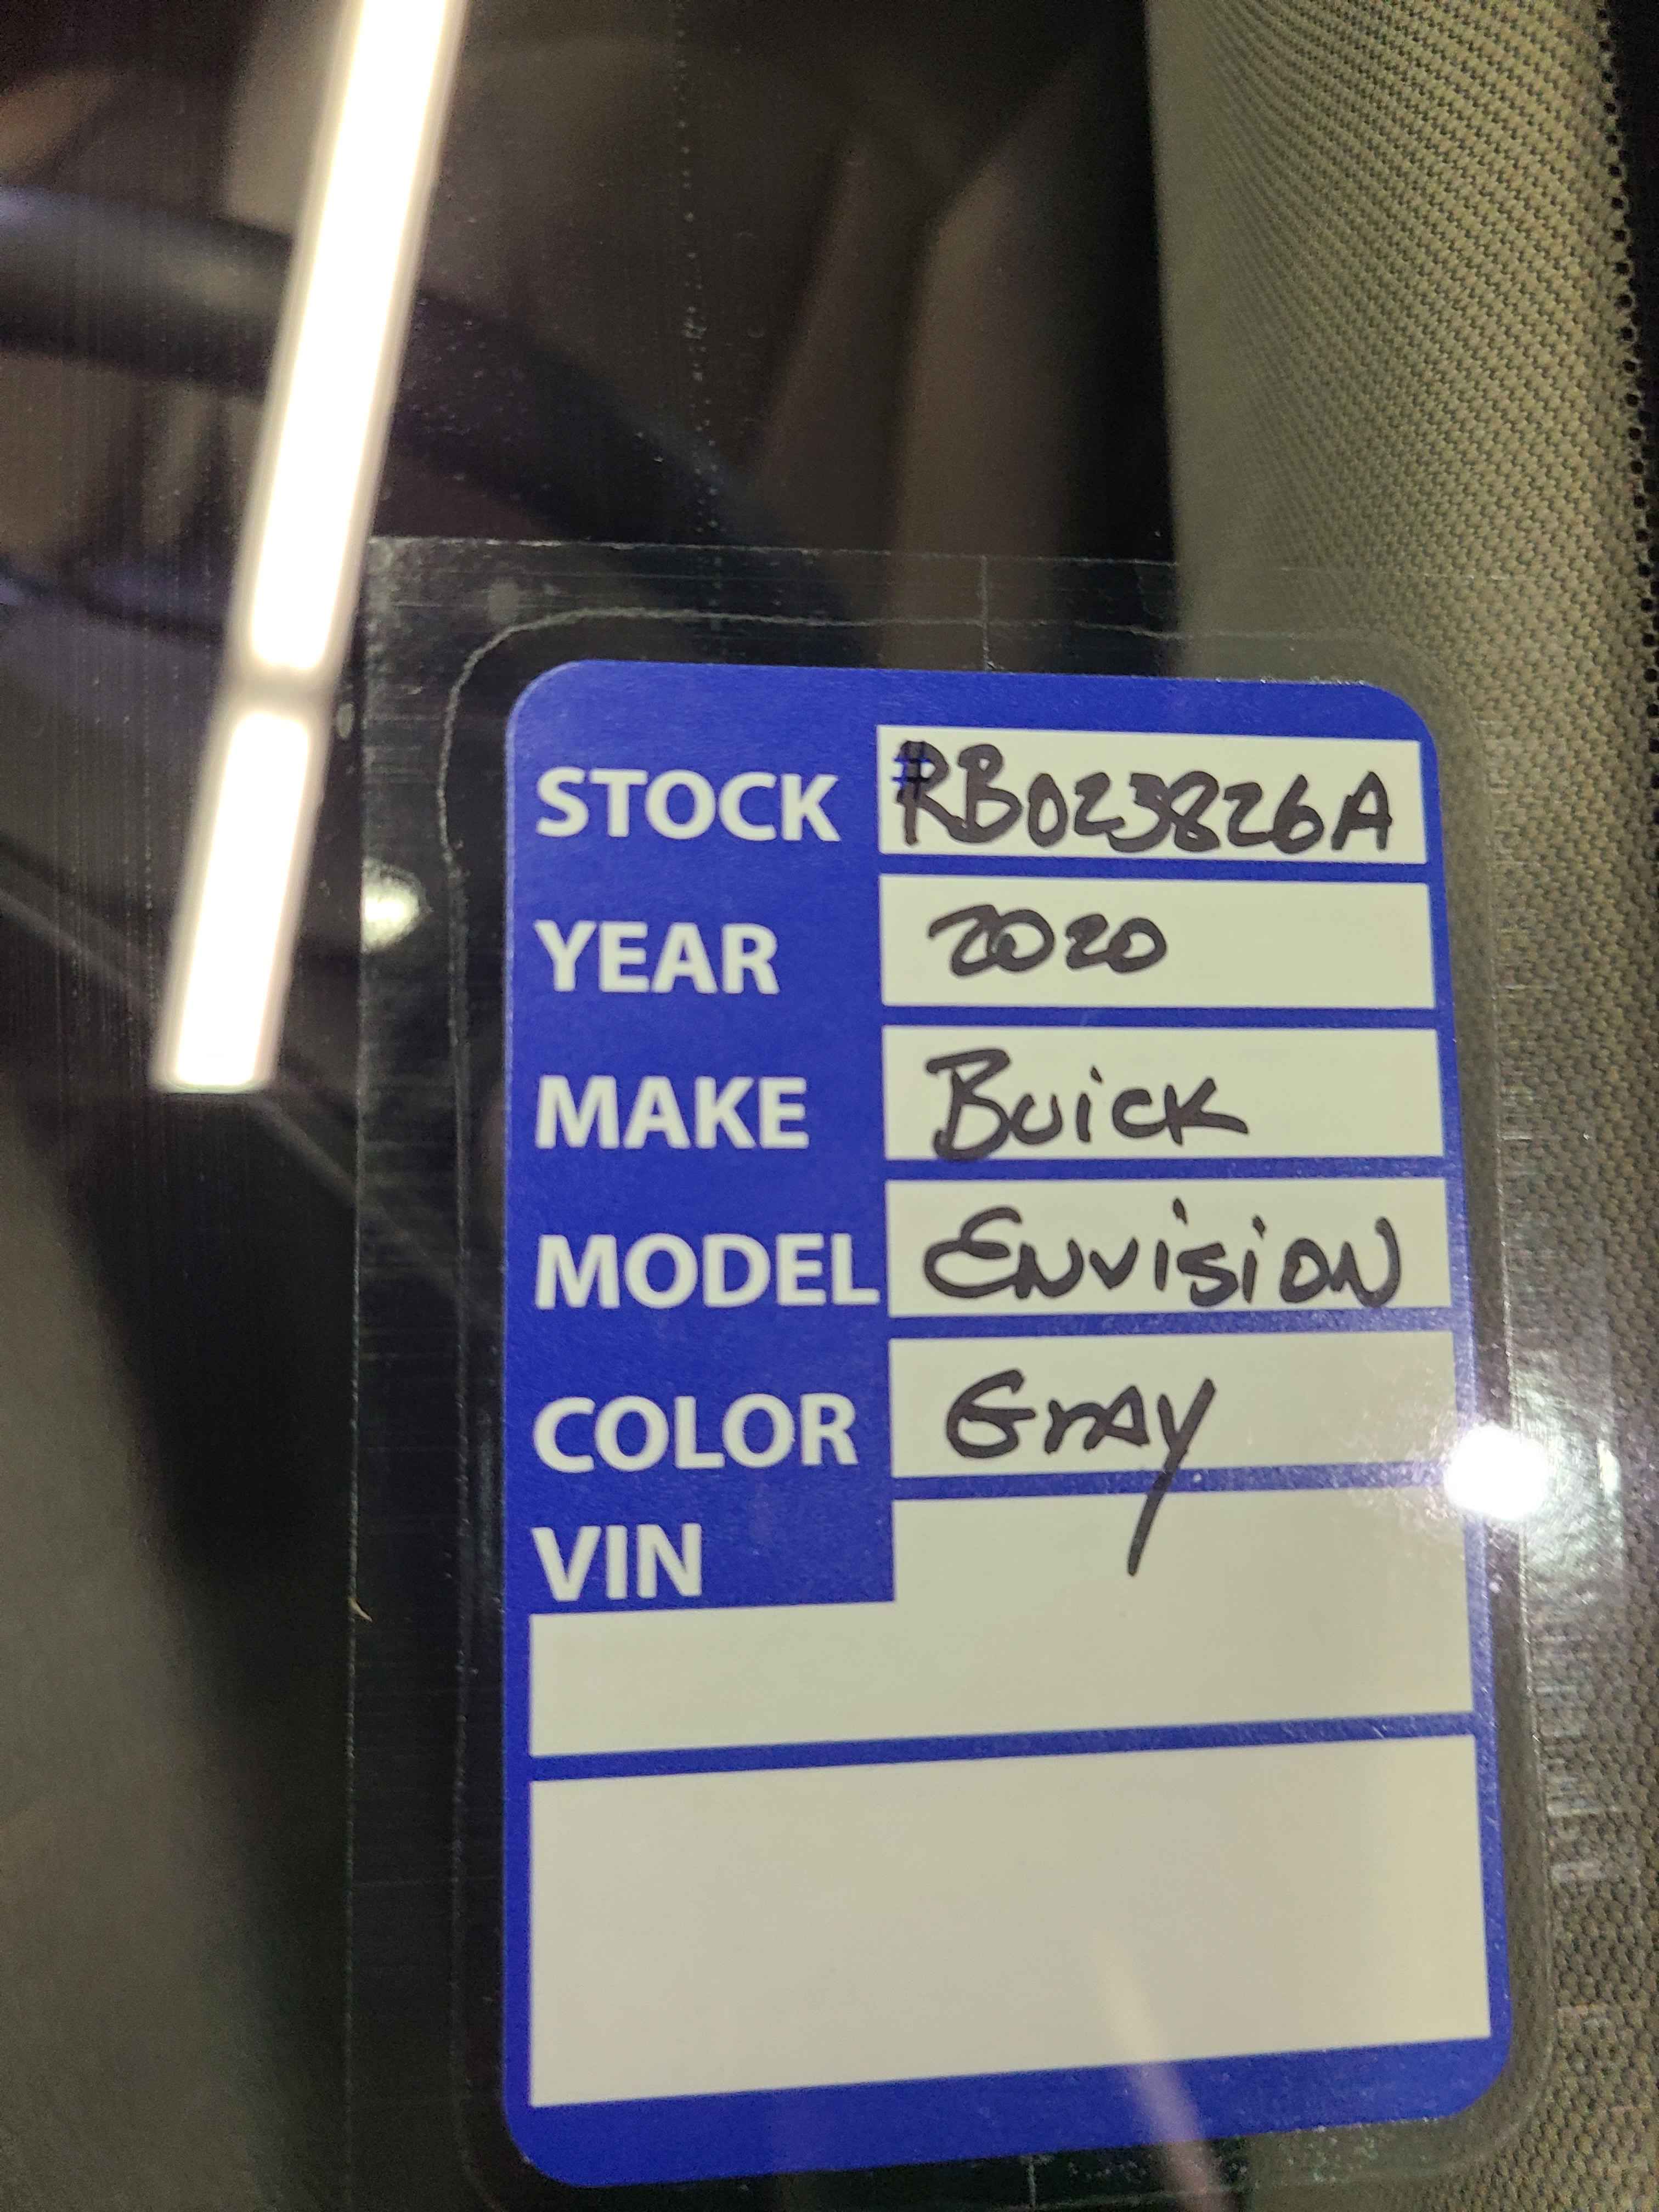 STOCK #RB023826A
YEAR 2020
MAKE Buick
MODEL Envision
COLOR Gray
VIN